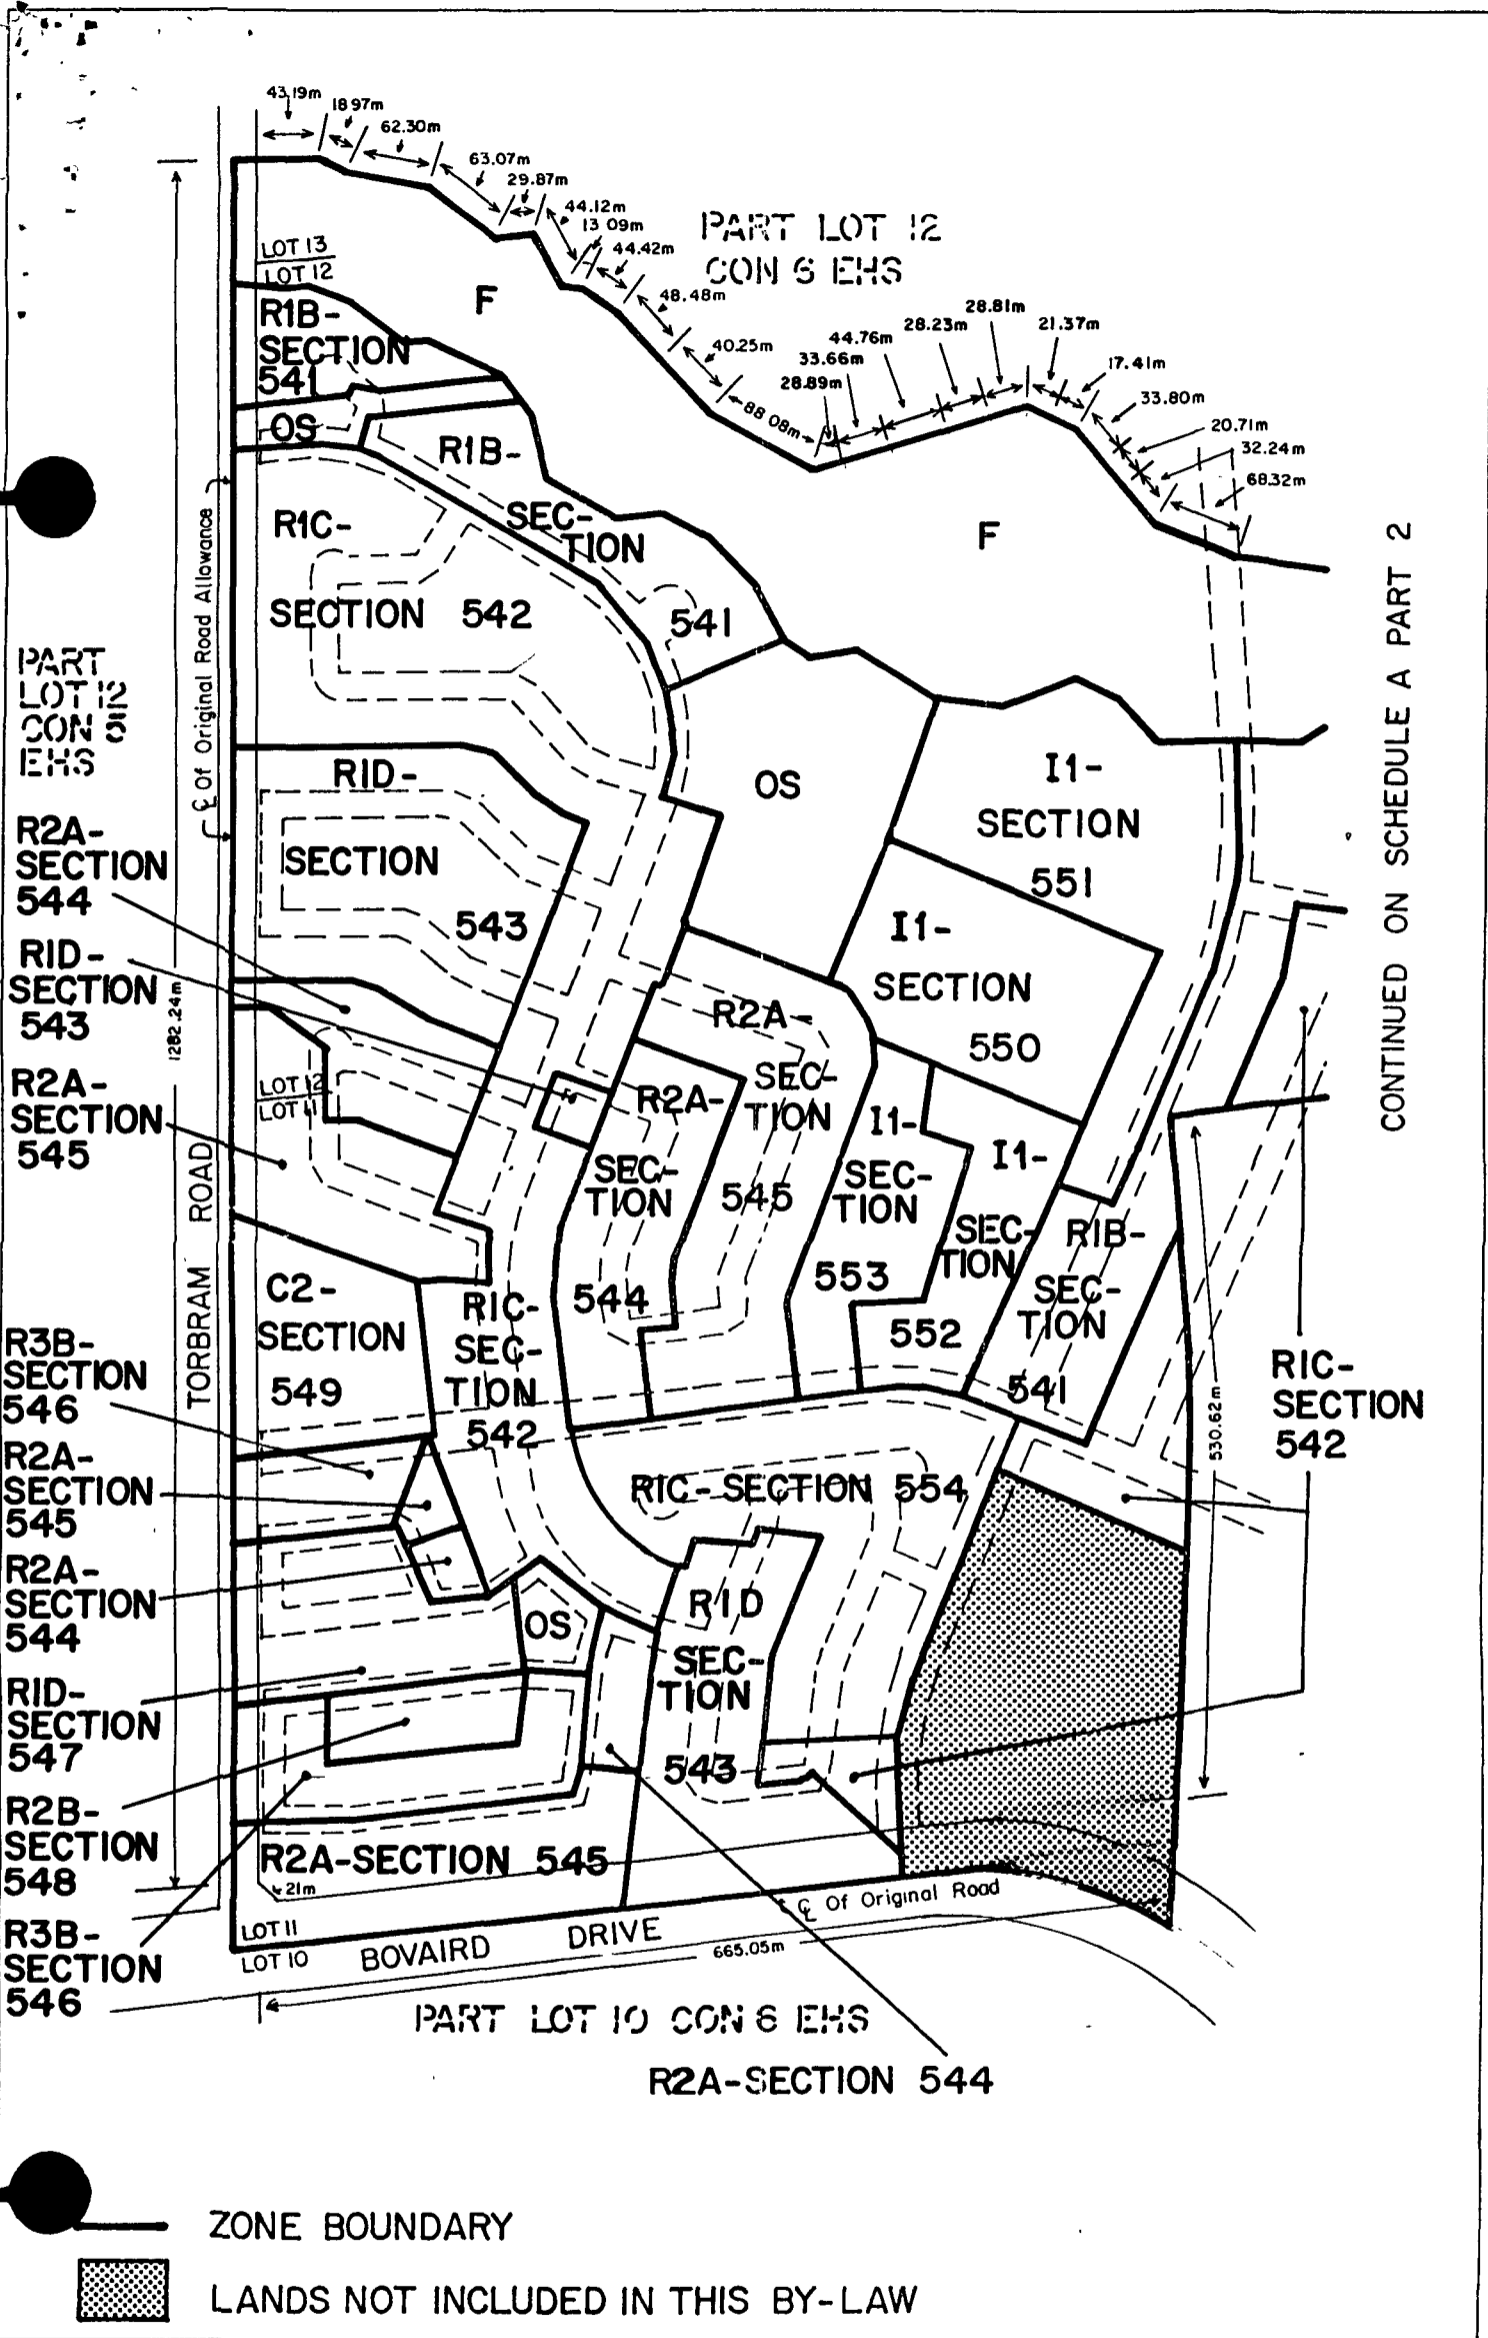 43.19m
18 97m
62.30m
63.07m
29.87m
44.12m
13 09m
44.42m
48.48m
40.25m
88 08m
28.89m
33.66m
44.76m
28.23m
28.81m
21.37m
17.41m
33.80m
20.71m
32.24m
68.32m
PART LOT 12
CON 6 EHS
LOT 13
LOT 12
F
R1B-
SECTION
541
OS
R1B-
SEC-
TION
541
F
R1C-
SECTION 542
℄ Of Original Road Allowance
PART
LOT 12
CON 5
EHS
CONTINUED ON SCHEDULE A PART 2
RID-
SECTION
543
OS
I1-
SECTION
551
I1-
SECTION
550
R2A-
SECTION
544
RID-
SECTION
543
R2A-
SECTION
545
1282.24m
LOT 12
LOT 11
R2A-
SEC-
TION
545
R2A-
SEC-
TION
544
I1-
SEC-
TION
553
I1-
SEC-
TION
552
RIB-
SEC-
TION
541
TORBRAM ROAD
C2-
SECTION
549
RIC-
SEC-
TION
542
RIC-
SECTION
542
530.62m
R3B-
SECTION
546
R2A-
SECTION
545
R2A-
SECTION
544
RID-
SECTION
547
R2B-
SECTION
548
R3B-
SECTION
546
RIC-SECTION 554
OS
RID
SEC-
TION
543
R2A-SECTION 545
21m
LOT 11
LOT 10
BOVAIRD DRIVE
℄ Of Original Road
665.05m
PART LOT 10 CON 6 EHS
R2A-SECTION 544
ZONE BOUNDARY
LANDS NOT INCLUDED IN THIS BY-LAW